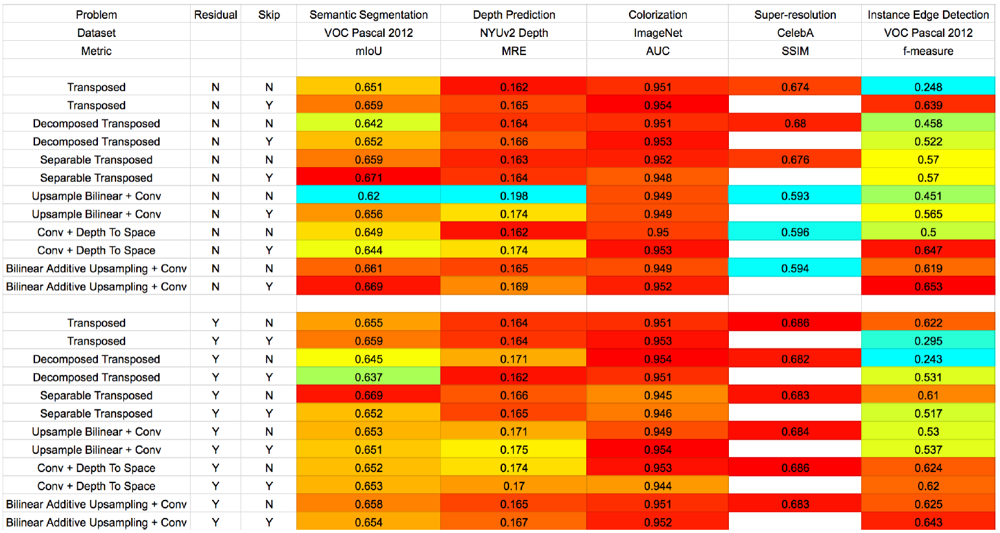 Problem Residual Skip Semantic Segmentation Depth Prediction Colorization Super-resolution Instance Edge Detection
Dataset VOC Pascal 2012 NYUv2 Depth ImageNet CelebA VOC Pascal 2012
Metric mIoU MRE AUC SSIM f-measure
Transposed N N 0.651 0.162 0.951 0.674 0.248
Transposed N Y 0.659 0.165 0.954 0.639
Decomposed Transposed N N 0.642 0.164 0.951 0.68 0.458
Decomposed Transposed N Y 0.652 0.166 0.953 0.522
Separable Transposed N N 0.659 0.163 0.952 0.676 0.57
Separable Transposed N Y 0.671 0.164 0.948 0.57
Upsample Bilinear + Conv N N 0.62 0.198 0.949 0.593 0.451
Upsample Bilinear + Conv N Y 0.656 0.174 0.949 0.565
Conv + Depth To Space N N 0.649 0.162 0.95 0.596 0.5
Conv + Depth To Space N Y 0.644 0.174 0.953 0.647
Bilinear Additive Upsampling + Conv N N 0.661 0.165 0.949 0.594 0.619
Bilinear Additive Upsampling + Conv N Y 0.669 0.169 0.952 0.653
Transposed Y N 0.655 0.164 0.951 0.686 0.622
Transposed Y Y 0.659 0.164 0.953 0.295
Decomposed Transposed Y N 0.645 0.171 0.954 0.682 0.243
Decomposed Transposed Y Y 0.637 0.162 0.951 0.531
Separable Transposed Y N 0.669 0.166 0.945 0.683 0.61
Separable Transposed Y Y 0.652 0.165 0.946 0.517
Upsample Bilinear + Conv Y N 0.653 0.171 0.949 0.684 0.53
Upsample Bilinear + Conv Y Y 0.651 0.175 0.954 0.537
Conv + Depth To Space Y N 0.652 0.174 0.953 0.686 0.624
Conv + Depth To Space Y Y 0.653 0.17 0.944 0.62
Bilinear Additive Upsampling + Conv Y N 0.658 0.165 0.951 0.683 0.625
Bilinear Additive Upsampling + Conv Y Y 0.654 0.167 0.952 0.643